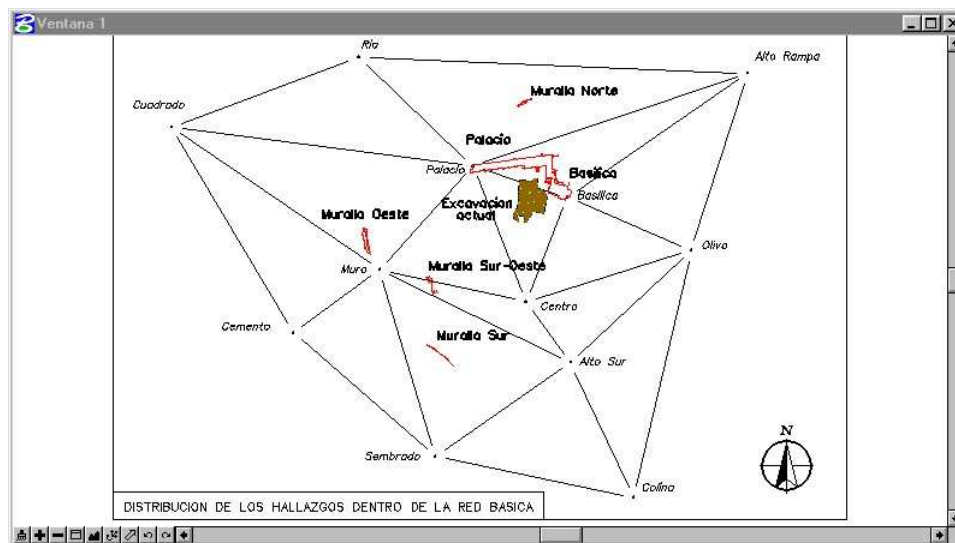 Ventana 1
Rio
Alto Rampa
Muralla Norte
Cuadrado
Palacio
Palacio
Basilica
Basilica
Excavacion
actual
Muralla Oeste
Olivo
Muro
Muralla Sur-Oeste
Centro
Cemento
Muralla Sur
Alto Sur
N
Sembrado
Colina
DISTRIBUCION DE LOS HALLAZGOS DENTRO DE LA RED BASICA